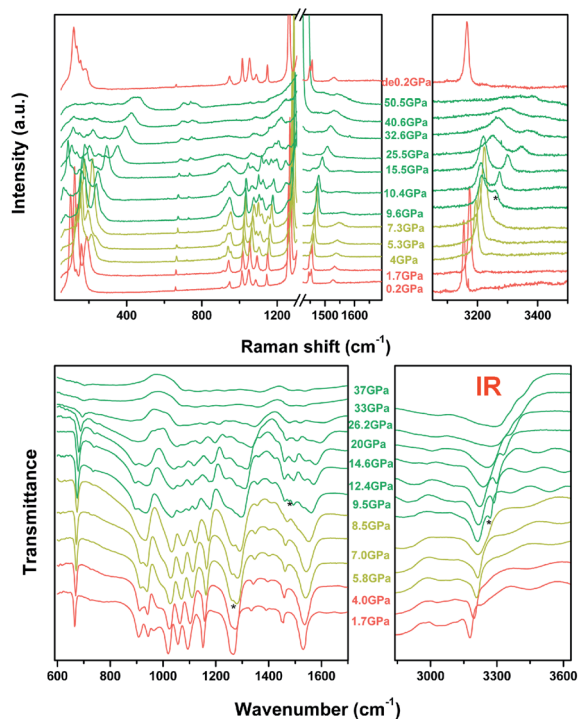 Intensity (a.u.)
de0.2GPa
50.5GPa
40.6GPa
32.6GPa
25.5GPa
15.5GPa
10.4GPa
9.6GPa
7.3GPa
5.3GPa
4GPa
1.7GPa
0.2GPa
*
400 800 1200 1500 1600 3200 3400
Raman shift (cm-1)
Transmittance
IR
37GPa
33GPa
26.2GPa
20GPa
14.6GPa
12.4GPa
9.5GPa
8.5GPa
7.0GPa
5.8GPa
4.0GPa
1.7GPa
* * *
600 800 1000 1200 1400 1600 2850 3000 3300 3600
Wavenumber (cm-1)